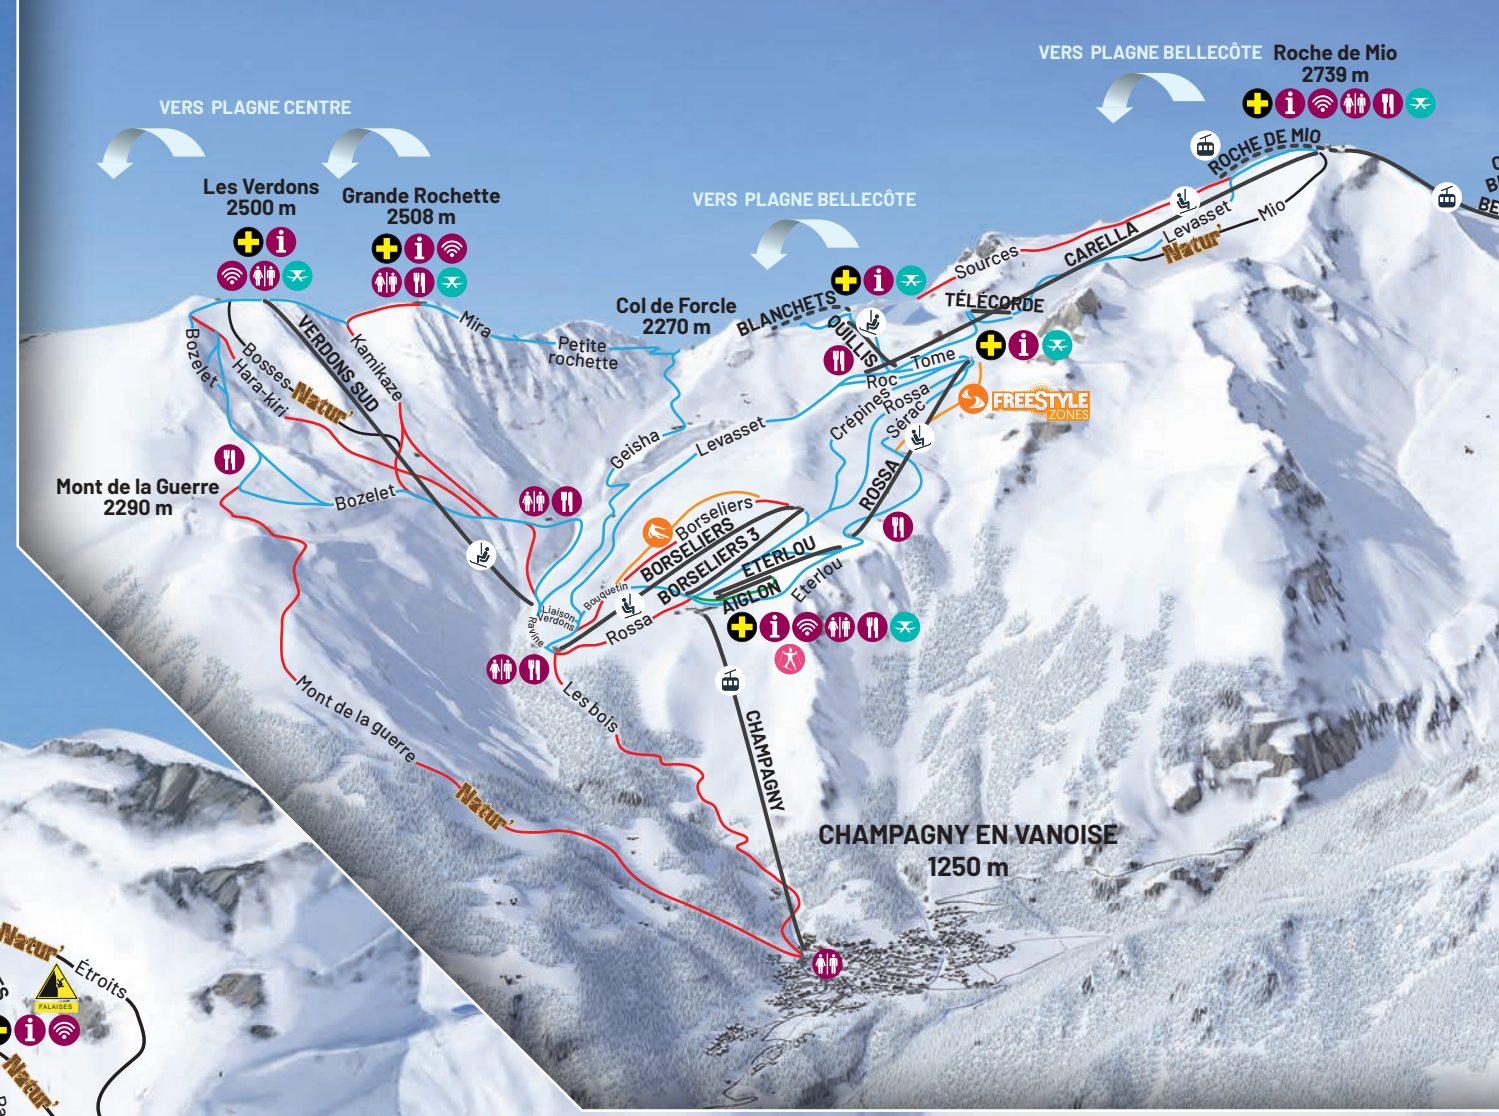 VERS PLAGNE BELLECÔTE
Roche de Mio
2739 m
VERS PLAGNE CENTRE
ROCHE DE MIO
Les Verdons
2500 m
Grande Rochette
2508 m
VERS PLAGNE BELLECÔTE
BE
Levasset
Mio
Natur'
CARELLA
Sources
Col de Forcle
2270 m
BLANCHETS
TÉLÉCORDE
QUILLIS
Mira
Petite
rochette
Bozelet
Bosses
Hara-kiri
Natur'
VERDONS SUD
Kamikaze
Tome
Roc
Rossa
Crépines
Sérac
FREESTYLE
ZONES
Geisha
Levasset
ROSSA
Mont de la Guerre
2290 m
Bozelet
Borseliers
BORSELIERS
BORSELIERS 3
ETERLOU
AIGLON
Eterlou
Bouquetin
Liaison
Verdons
Ravine
Rossa
Les bois
Mont de la guerre
Natur'
CHAMPAGNY
CHAMPAGNY EN VANOISE
1250 m
Natur'
Étroits
FALAISES
Natur'